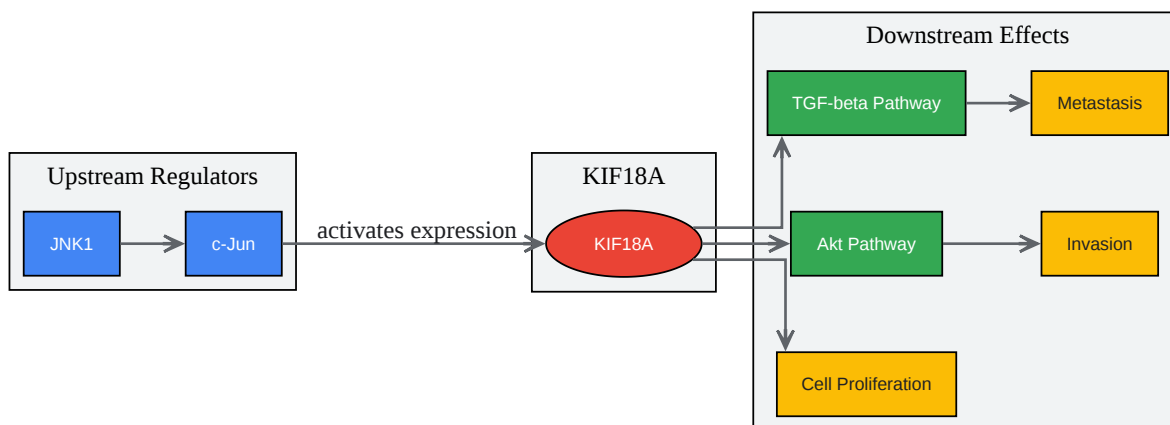 Upstream Regulators
JNK1
c-Jun
activates expression
KIF18A
KIF18A
Downstream Effects
TGF-beta Pathway
Metastasis
Akt Pathway
Invasion
Cell Proliferation